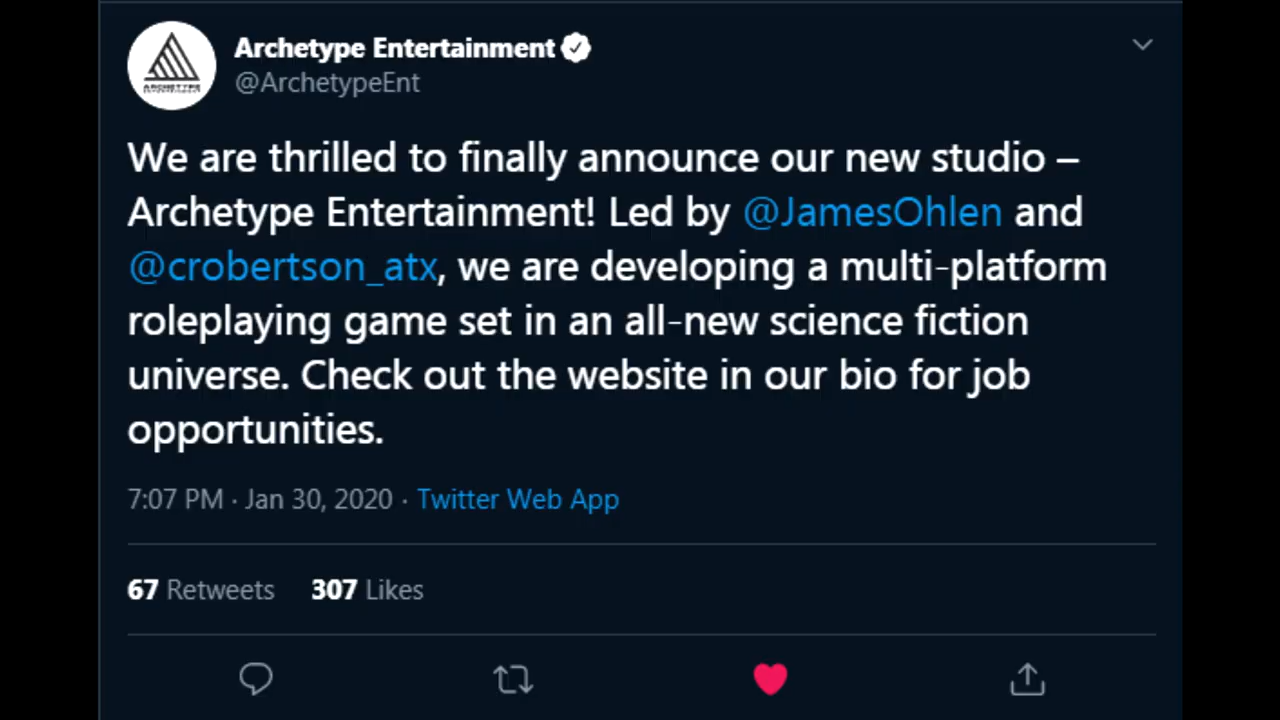 Archetype Entertainment
@ArchetypeEnt
ARCHETYPE
We are thrilled to finally announce our new studio –
Archetype Entertainment! Led by @JamesOhlen and
@crobertson_atx, we are developing a multi-platform
roleplaying game set in an all-new science fiction
universe. Check out the website in our bio for job
opportunities.
7:07 PM · Jan 30, 2020 · Twitter Web App
67 Retweets 307 Likes